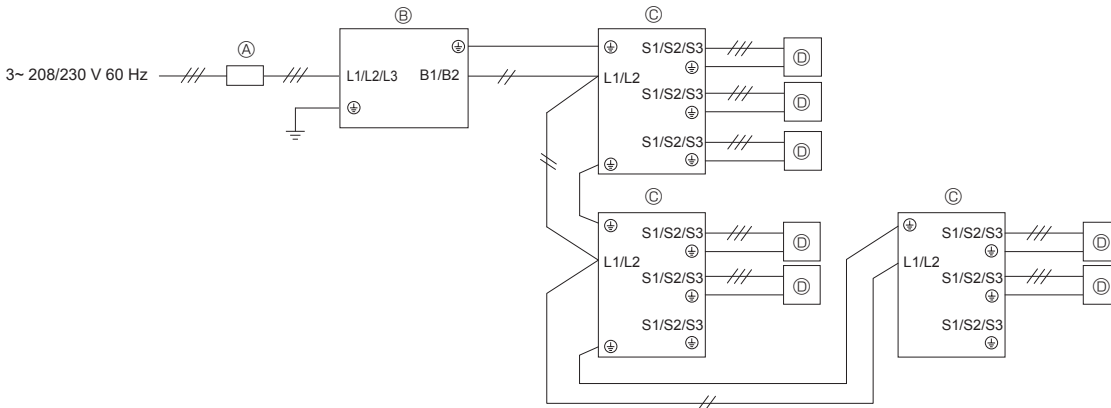 Ⓐ
3~ 208/230 V 60 Hz
Ⓑ
⏚
L1/L2/L3
B1/B2
⏚
Ⓒ
⏚
S1/S2/S3
⏚
L1/L2
S1/S2/S3
⏚
S1/S2/S3
⏚
⏚
Ⓓ
Ⓓ
Ⓓ
Ⓒ
⏚
S1/S2/S3
⏚
L1/L2
S1/S2/S3
⏚
S1/S2/S3
⏚
⏚
Ⓓ
Ⓓ
Ⓒ
⏚
S1/S2/S3
⏚
L1/L2
S1/S2/S3
⏚
S1/S2/S3
⏚
Ⓓ
Ⓓ